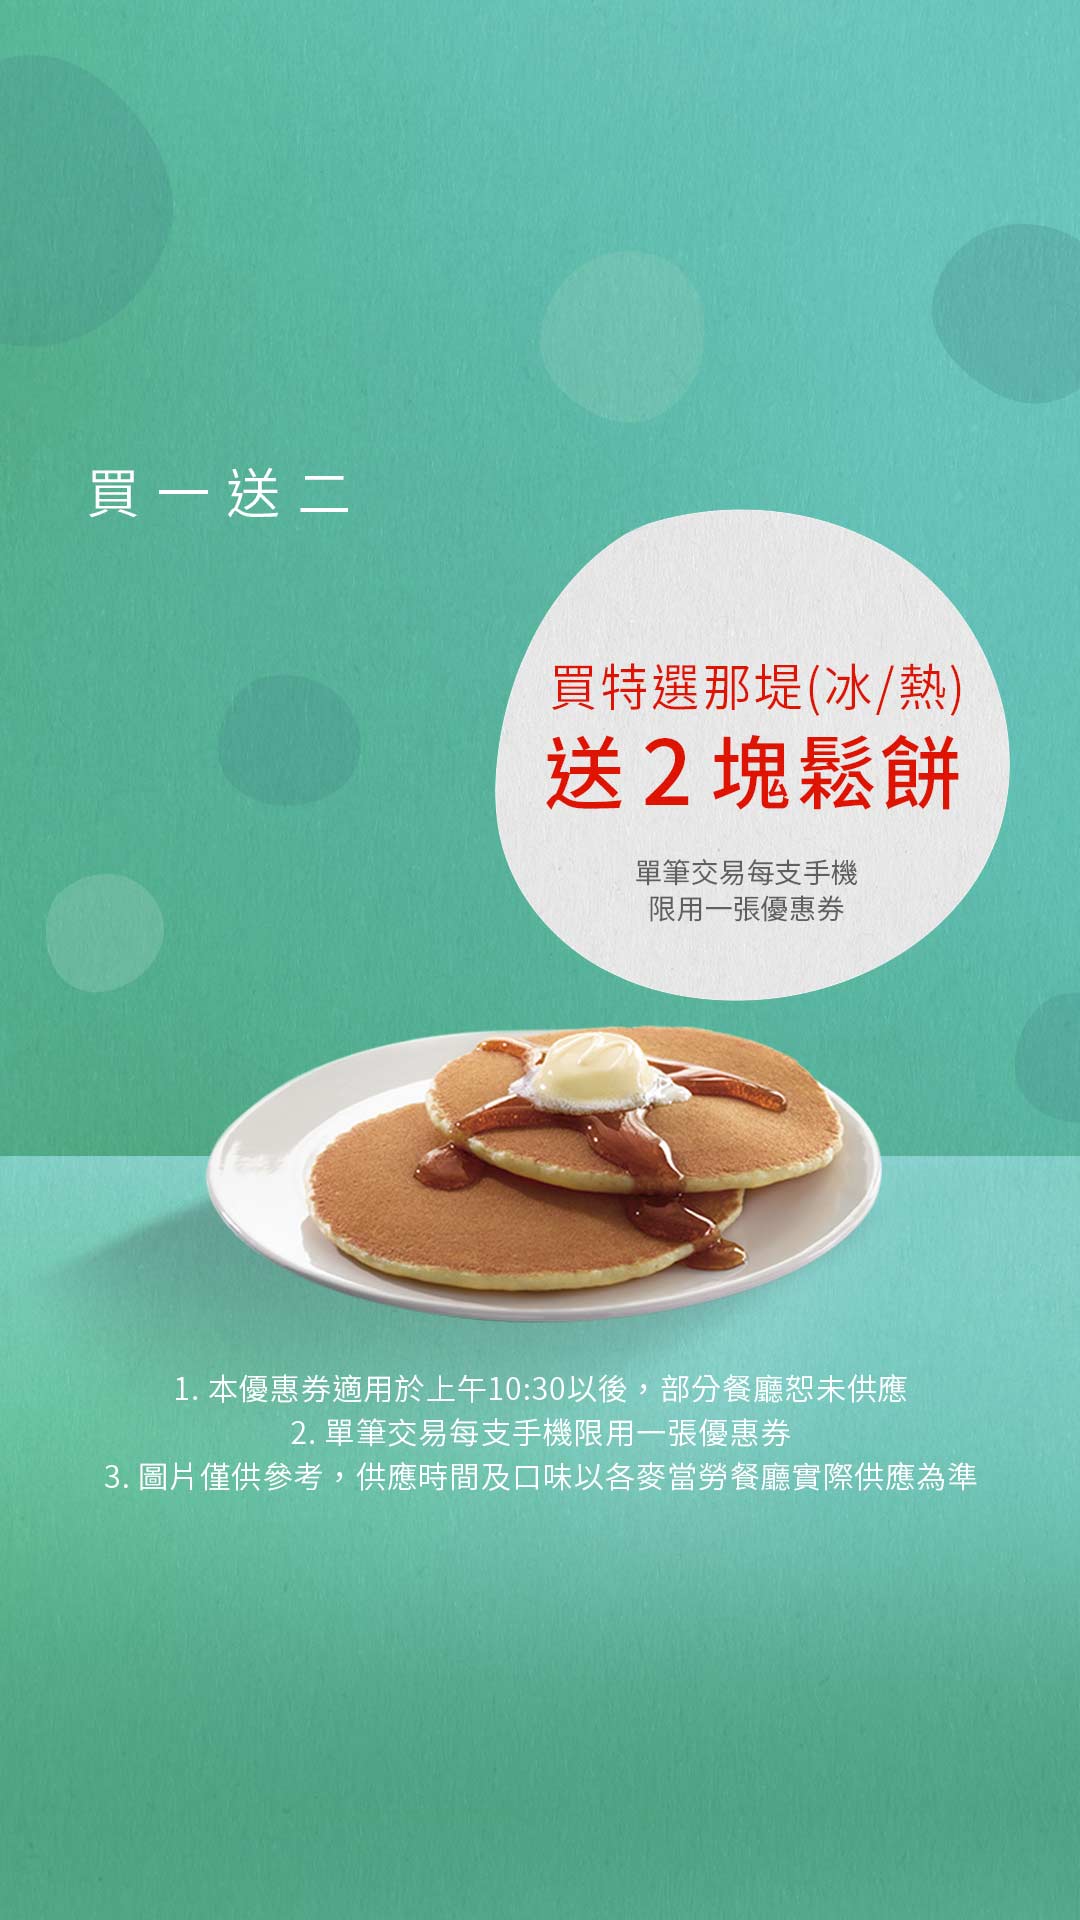 買一送二
買特選那堤(冰/熱)
送2塊鬆餅
單筆交易每支手機
限用一張優惠券
1. 本優惠券適用於上午10:30以後，部分餐廳恕未供應
2. 單筆交易每支手機限用一張優惠券
3. 圖片僅供參考，供應時間及口味以各麥當勞餐廳實際供應為準